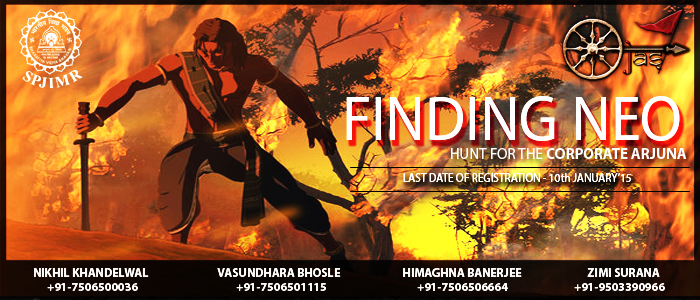 SPJIMR
jas
FINDING NEO
HUNT FOR THE CORPORATE ARJUNA
LAST DATE OF REGISTRATION - 10th JANUARY'15
NIKHIL KHANDELWAL
+91-7506500036
VASUNDHARA BHOSLE
+91-7506501115
HIMAGHNA BANERJEE
+91-7506506664
ZIMI SURANA
+91-9503390966